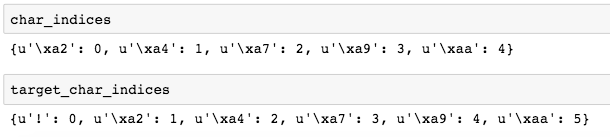 char_indices
{u'\xa2': 0, u'\xa4': 1, u'\xa7': 2, u'\xa9': 3, u'\xaa': 4}
target_char_indices
{u'!': 0, u'\xa2': 1, u'\xa4': 2, u'\xa7': 3, u'\xa9': 4, u'\xaa': 5}